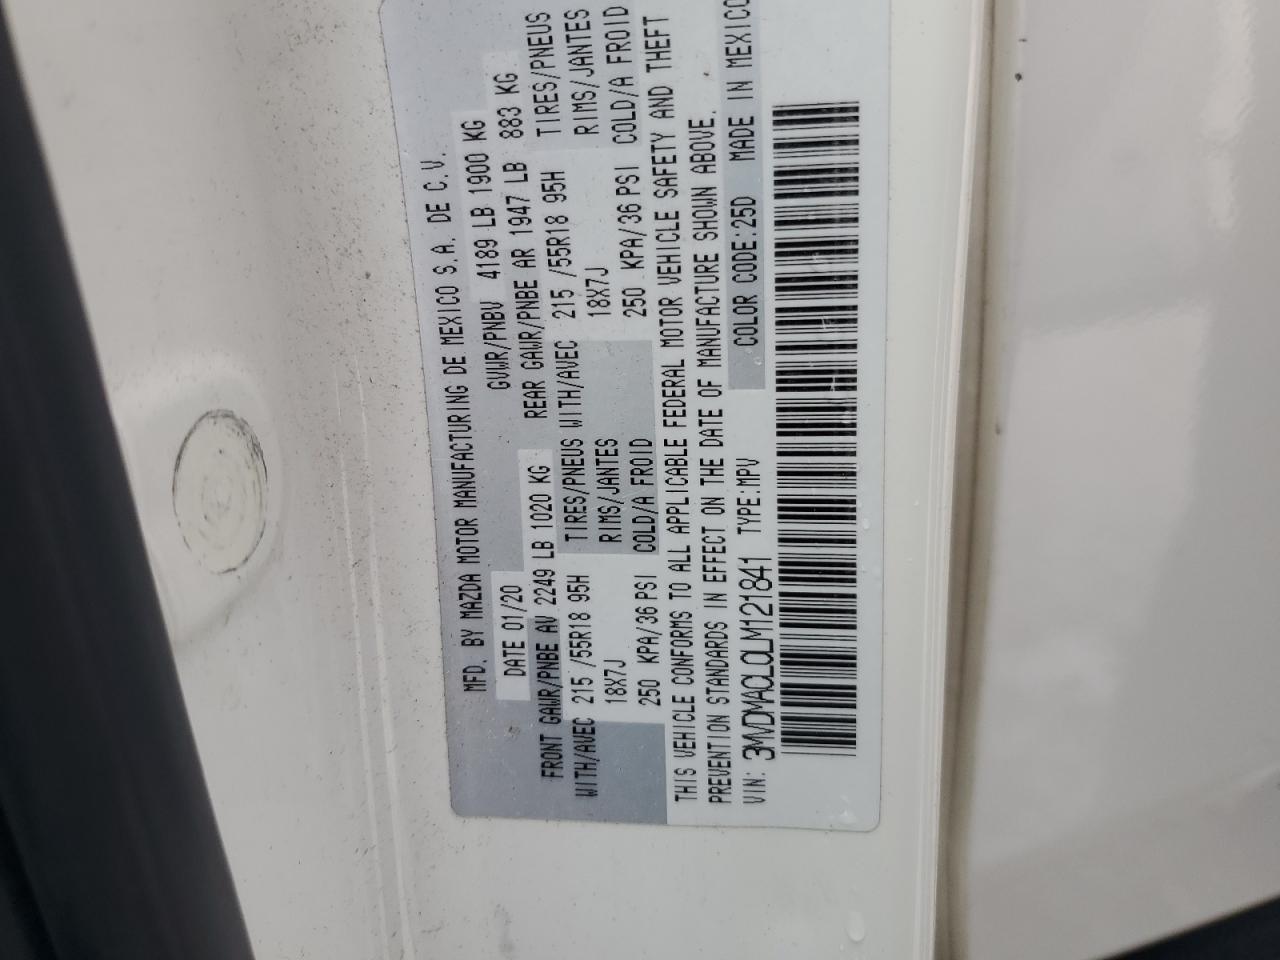 MFD. BY MAZDA MOTOR MANUFACTURING DE MEXICO S.A. DE C.V.
DATE 01/20 GVWR/PNBV 4189 LB 1900 KG
FRONT GAWR/PNBE AV 2249 LB 1020 KG REAR GAWR/PNBE AR 1947 LB 883 KG
WITH/AVEC 215 /55R18 95H TIRES/PNEUS WITH/AVEC 215 /55R18 95H TIRES/PNEUS
18X7J RIMS/JANTES 18X7J RIMS/JANTES
250 KPA/36 PSI COLD/A FROID 250 KPA/36 PSI COLD/A FROID
THIS VEHICLE CONFORMS TO ALL APPLICABLE FEDERAL MOTOR VEHICLE SAFETY AND THEFT
PREVENTION STANDARDS IN EFFECT ON THE DATE OF MANUFACTURE SHOWN ABOVE.
VIN: 3MVDMACL0LM121841 TYPE:MPV COLOR CODE:25D MADE IN MEXICO